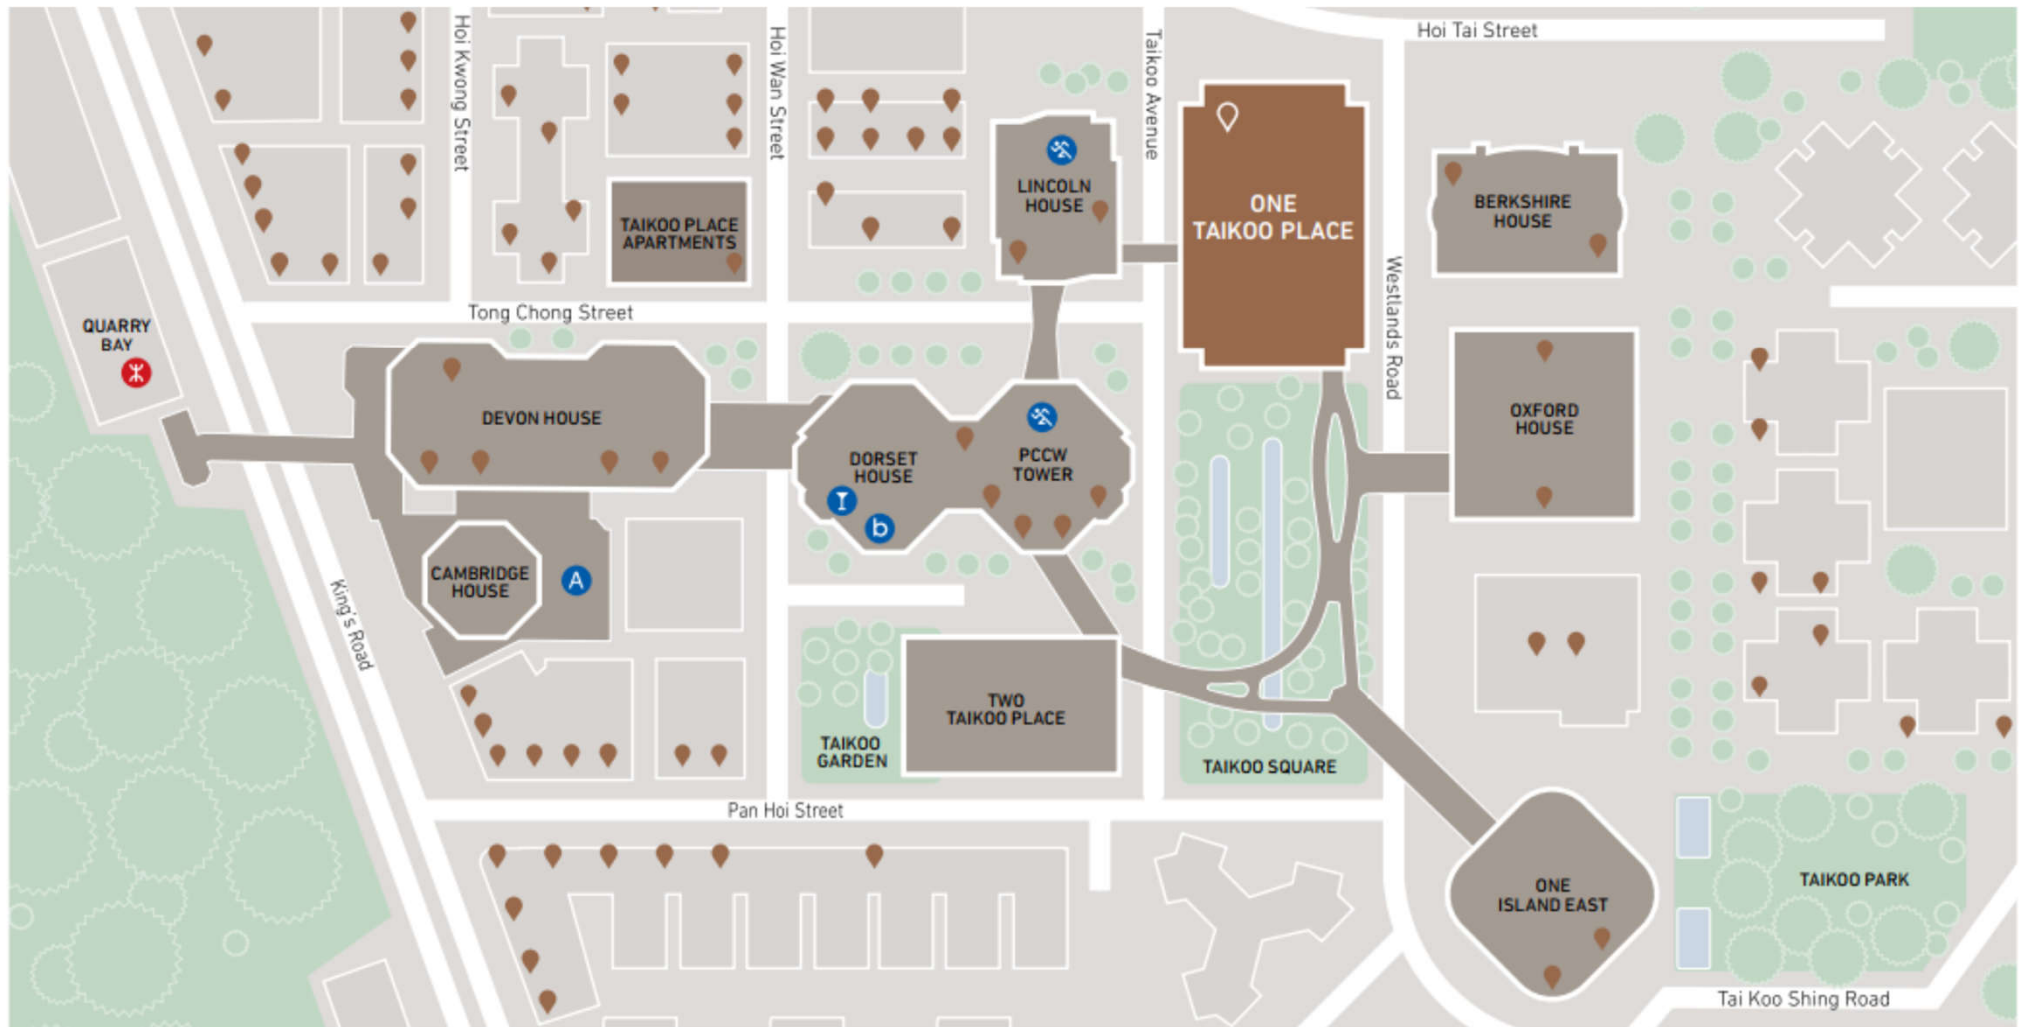 Hoi Tai Street
Hoi Kwong Street
Hoi Wan Street
Taikoo Avenue
LINCOLN
HOUSE
ONE
TAIKOO PLACE
BERKSHIRE
HOUSE
TAIKOO PLACE
APARTMENTS
Westlands Road
Tong Chong Street
QUARRY
BAY
DEVON HOUSE
DORSET
HOUSE
PCCW
TOWER
OXFORD
HOUSE
b
CAMBRIDGE
HOUSE
A
King's Road
TWO
TAIKOO PLACE
TAIKOO
GARDEN
TAIKOO SQUARE
Pan Hoi Street
ONE
ISLAND EAST
TAIKOO PARK
Tai Koo Shing Road